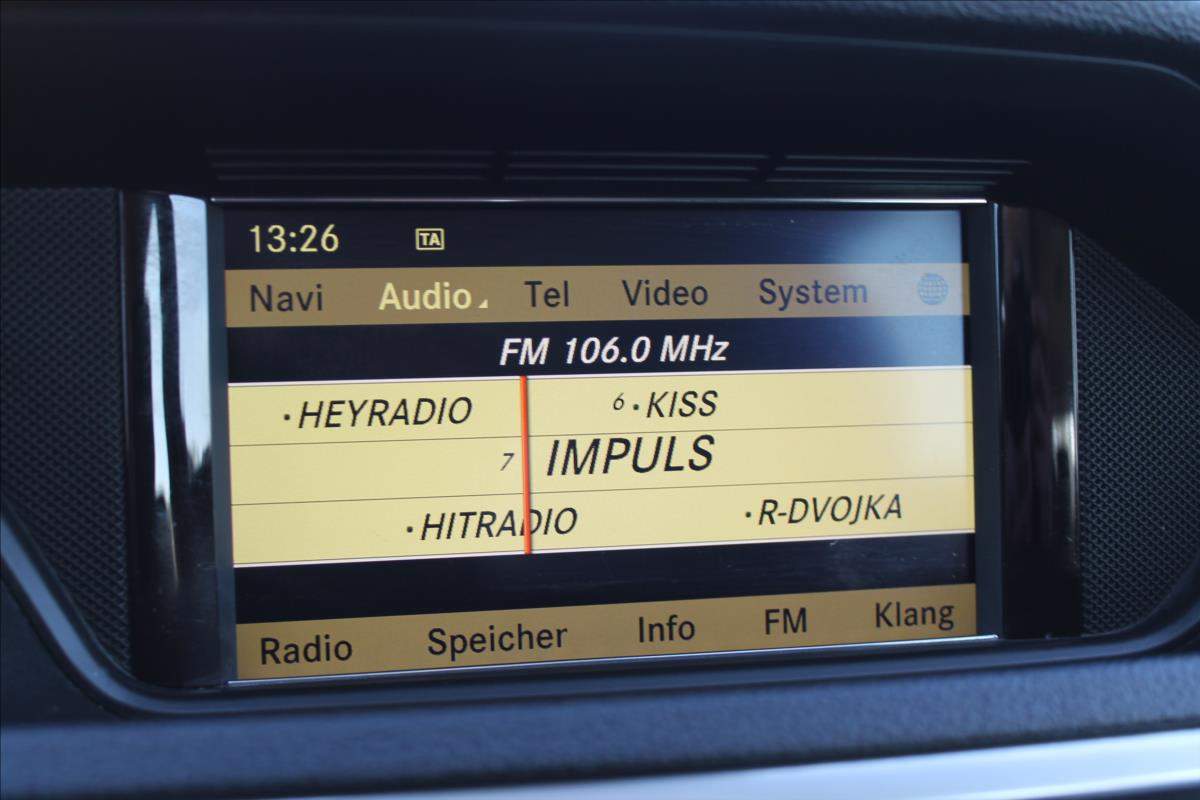 13:26 TA
Navi Audio Tel Video System
FM 106.0 MHz
·HEYRADIO 6·KISS
7 IMPULS
·HITRADIO ·R-DVOJKA
Radio Speicher Info FM Klang